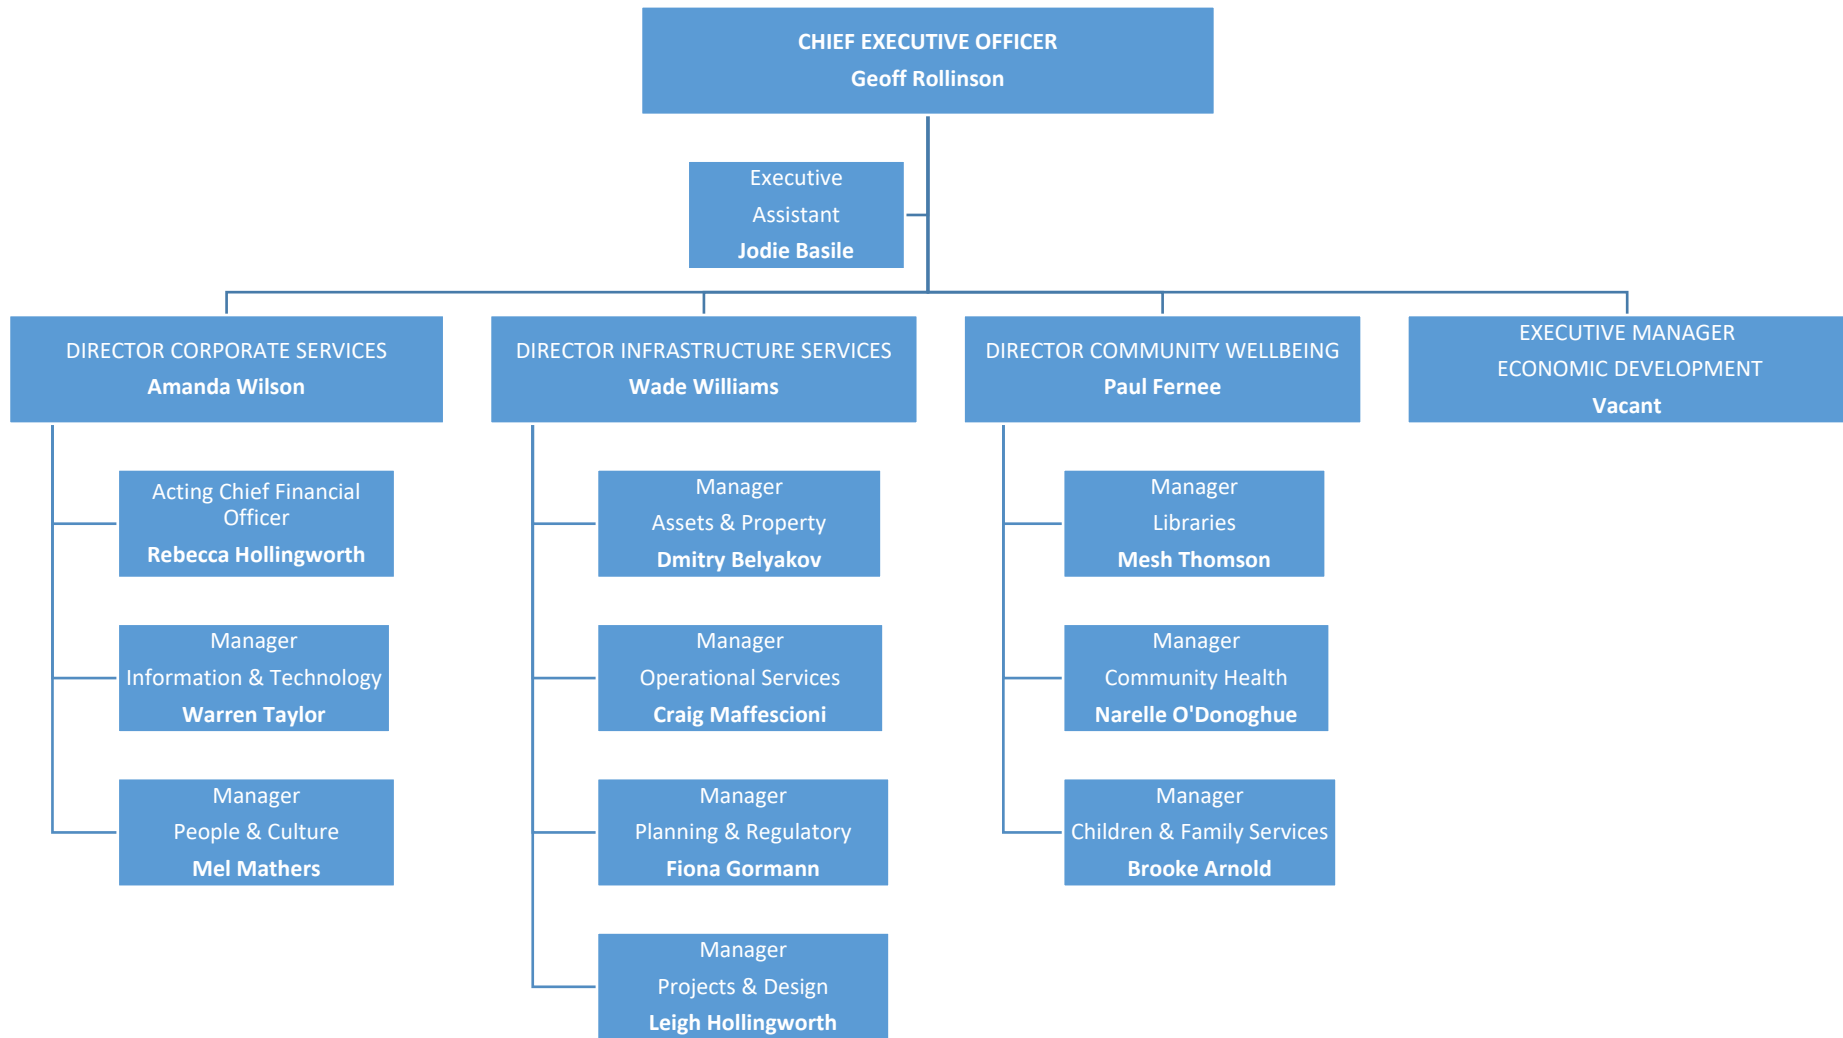 CHIEF EXECUTIVE OFFICER
Geoff Rollinson
Executive
Assistant
Jodie Basile
DIRECTOR CORPORATE SERVICES
Amanda Wilson
DIRECTOR INFRASTRUCTURE SERVICES
Wade Williams
DIRECTOR COMMUNITY WELLBEING
Paul Fernee
EXECUTIVE MANAGER
ECONOMIC DEVELOPMENT
Vacant
Acting Chief Financial
Officer
Rebecca Hollingworth
Manager
Information & Technology
Warren Taylor
Manager
People & Culture
Mel Mathers
Manager
Assets & Property
Dmitry Belyakov
Manager
Operational Services
Craig Maffescioni
Manager
Planning & Regulatory
Fiona Gormann
Manager
Projects & Design
Leigh Hollingworth
Manager
Libraries
Mesh Thomson
Manager
Community Health
Narelle O'Donoghue
Manager
Children & Family Services
Brooke Arnold